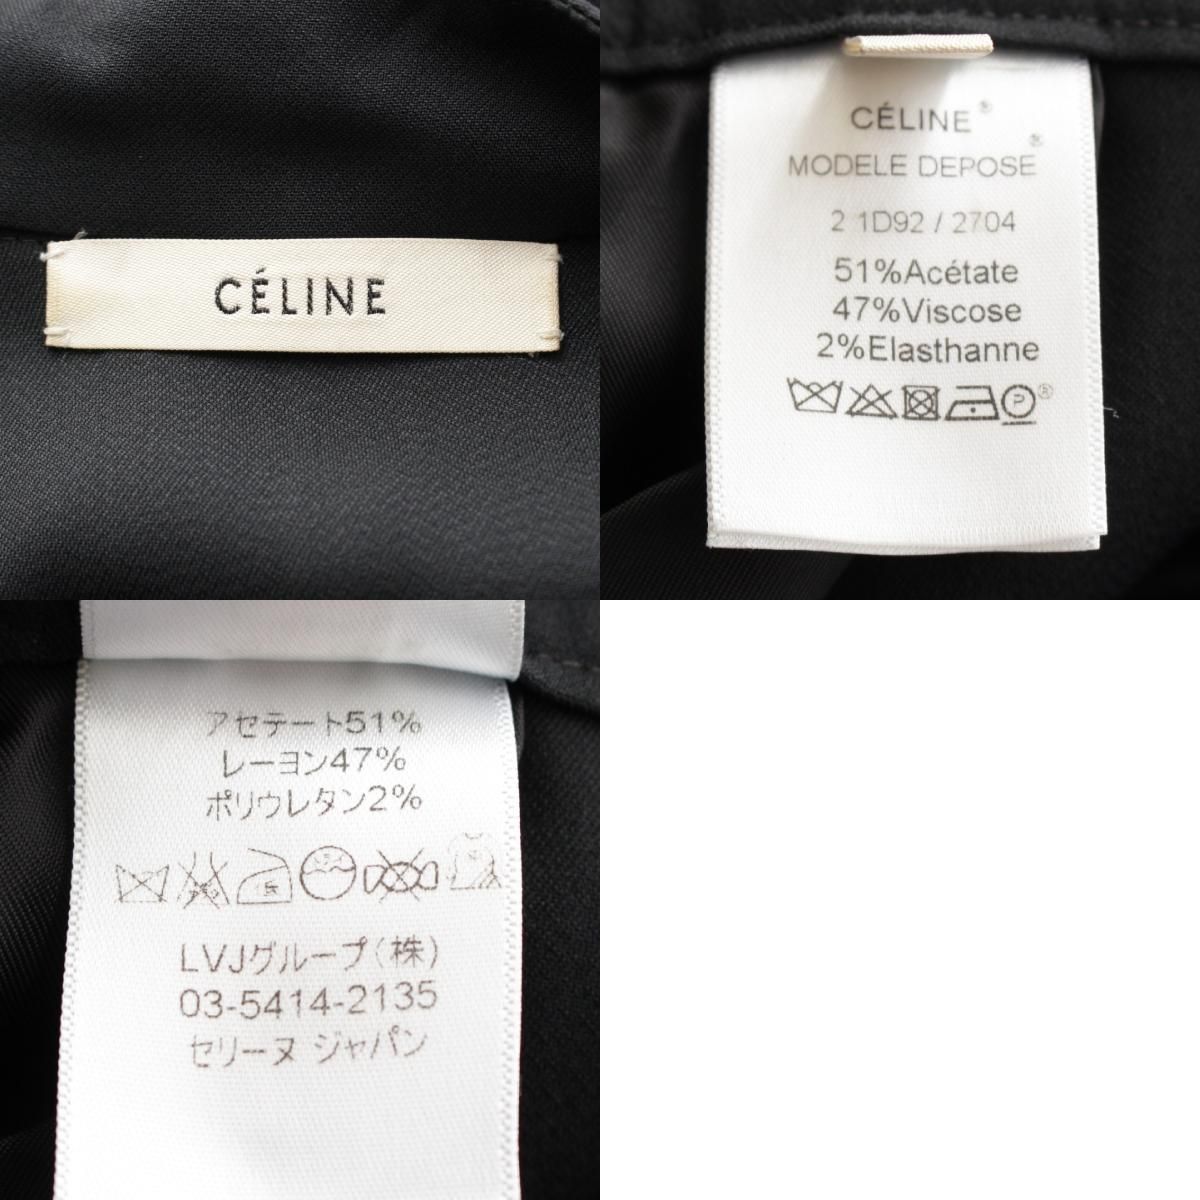 CÉLINE
CÉLINE®
MODELE DEPOSE®
2 1D92 / 2704
51%Acétate
47%Viscose
2%Elasthanne
P ®
アセテート51%
レーヨン47%
ポリウレタン2%
LVJグループ(株)
03-5414-2135
セリーヌ ジャパン